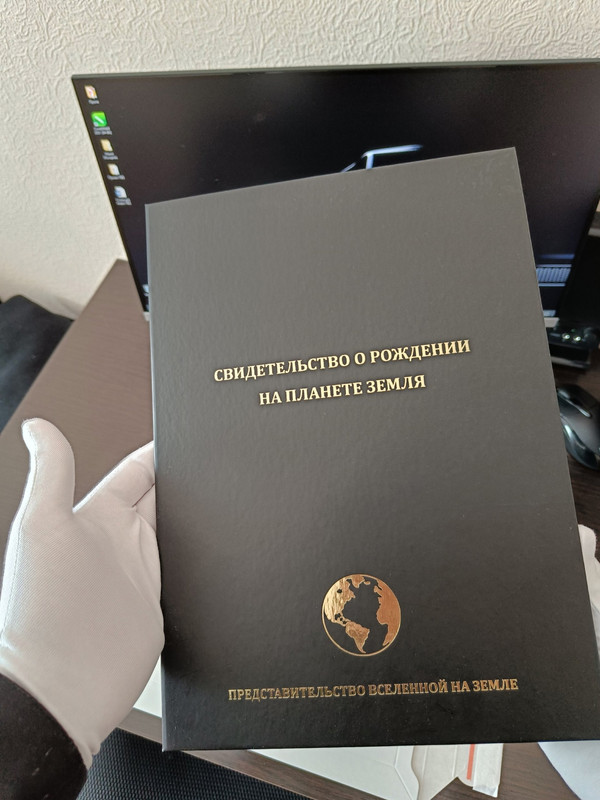 СВИДЕТЕЛЬСТВО О РОЖДЕНИИ
НА ПЛАНЕТЕ ЗЕМЛЯ
ПРЕДСТАВИТЕЛЬСТВО ВСЕЛЕННОЙ НА ЗЕМЛЕ